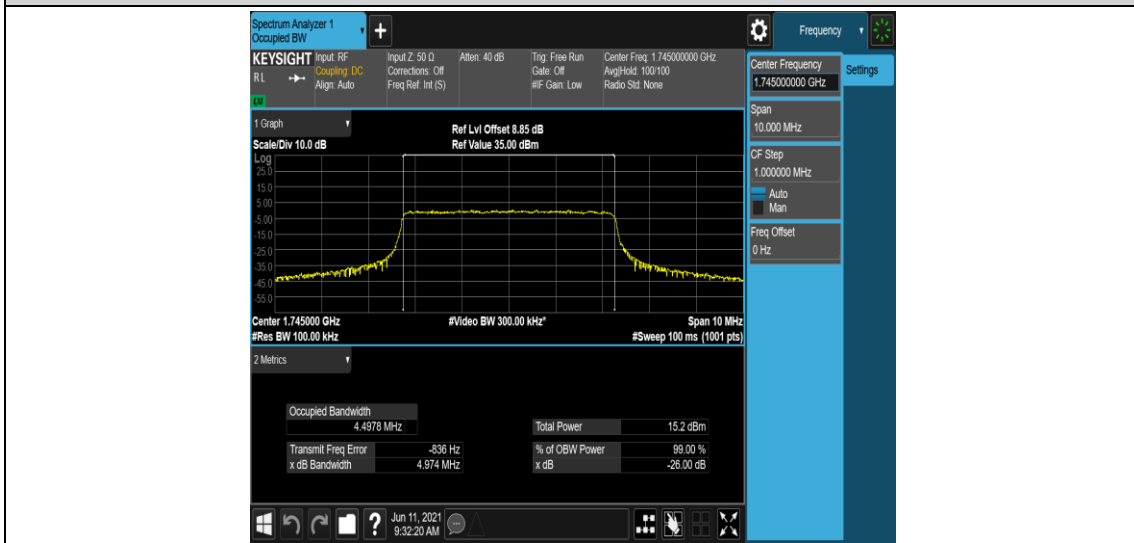 Spectrum Analyzer 1
Occupied BW
+
Frequency
KEYSIGHT
RL
Input: RF
Coupling: DC
Align: Auto
Input Z: 50 Ω
Corrections: Off
Freq Ref: Int (S)
Atten: 40 dB
Trig: Free Run
Gate: Off
#IF Gain: Low
Center Freq: 1.745000000 GHz
Avg|Hold: 100/100
Radio Std: None
Center Frequency
1.745000000 GHz
Settings
Span
10.000 MHz
CF Step
1.000000 MHz
Auto
Man
Freq Offset
0 Hz
1 Graph
Scale/Div 10.0 dB
Ref Lvl Offset 8.85 dB
Ref Value 35.00 dBm
Log
25.0
15.0
5.00
-5.00
-15.0
-25.0
-35.0
-45.0
-55.0
Center 1.745000 GHz
#Video BW 300.00 kHz*
Span 10 MHz
#Res BW 100.00 kHz
#Sweep 100 ms (1001 pts)
2 Metrics
Occupied Bandwidth
4.4978 MHz
Total Power 15.2 dBm
Transmit Freq Error -836 Hz
% of OBW Power 99.00 %
x dB Bandwidth 4.974 MHz
x dB -26.00 dB
?
Jun 11, 2021
9:32:20 AM